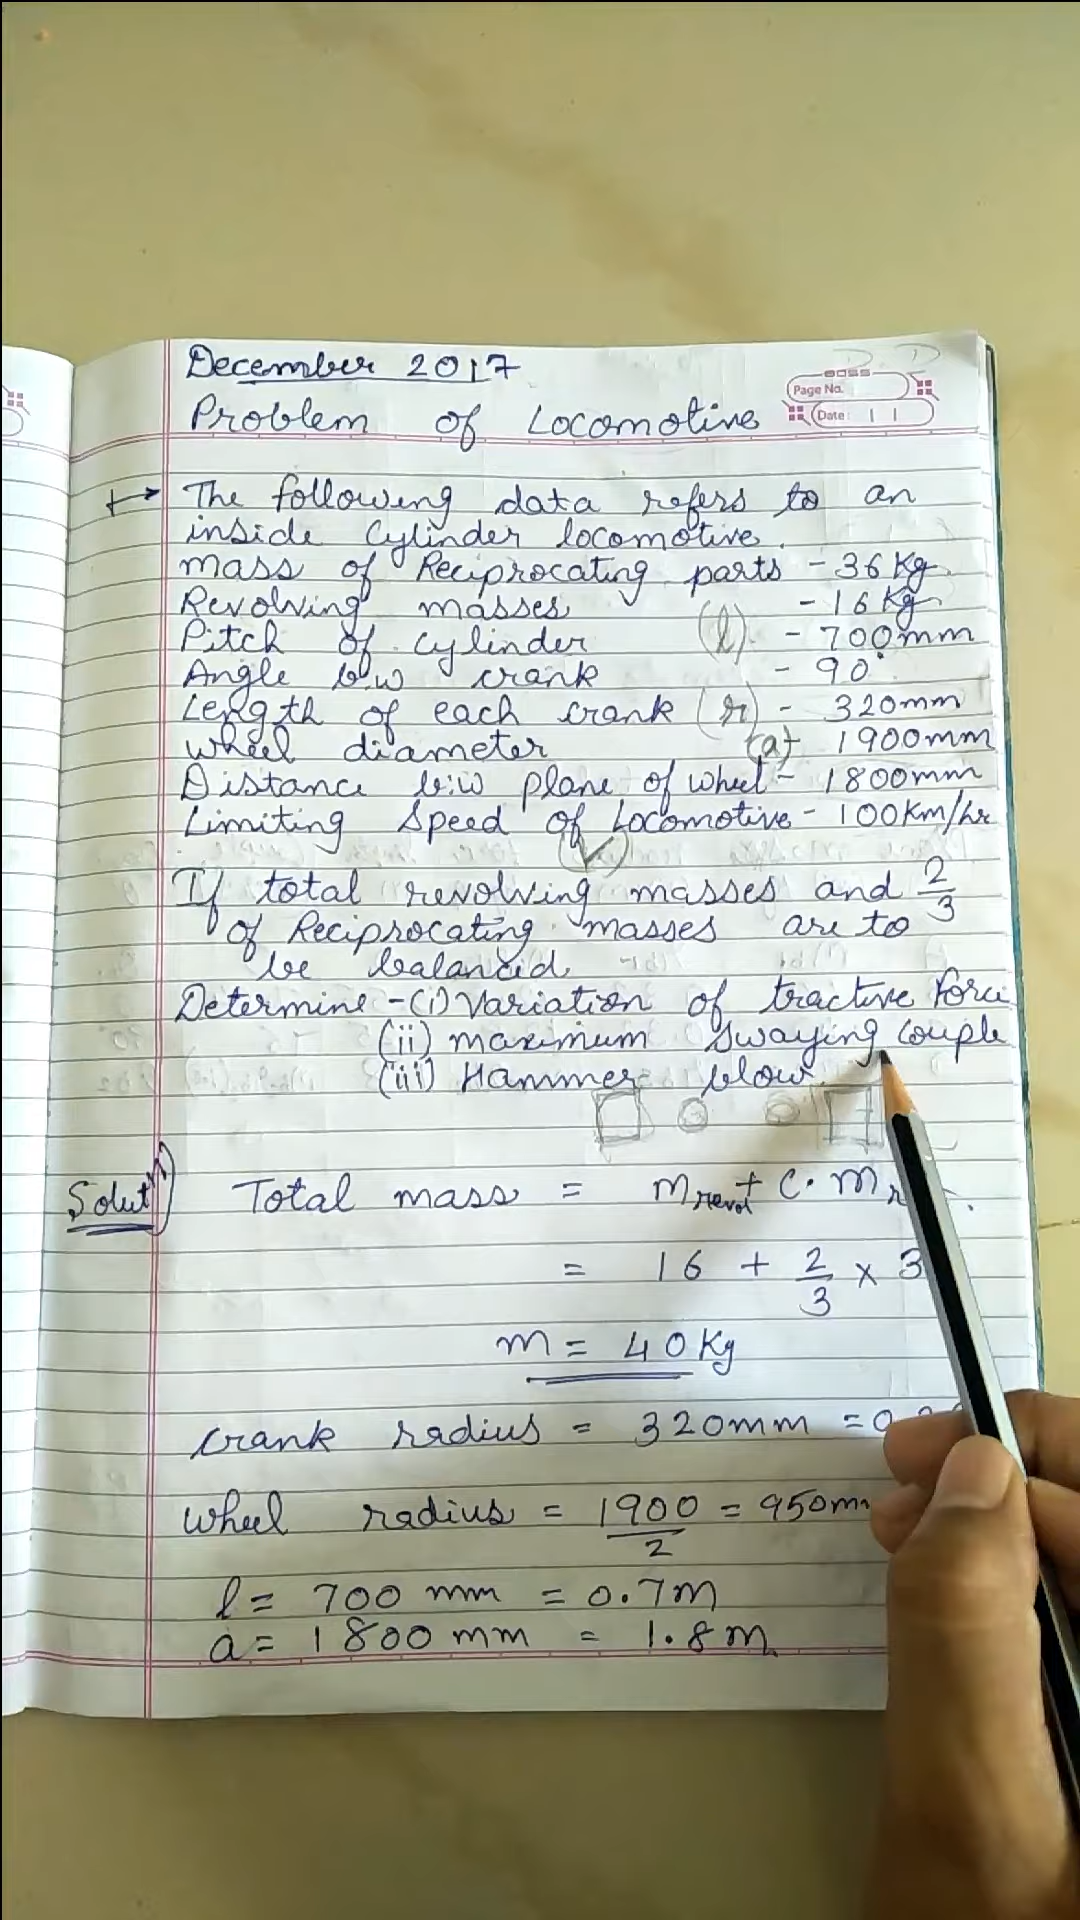 December 2017
Page No.
Problem of Locomotive
Date: | |
The following data refers to an
inside cylinder locomotive.
mass of Reciprocating parts - 36 Kg
Revolving masses - 16 Kg
Pitch of cylinder (l) - 700mm
Angle b/w crank - 90°
Length of each crank (r) - 320mm
wheel diameter (a) 1900mm
Distance b/w plane of wheel - 1800mm
Limiting Speed of Locomotive - 100Km/hr
If total revolving masses and 2/3
of Reciprocating masses are to
be balanced
Determine - (i) Variation of tractive Force
(ii) maximum swaying couple
(iii) Hammer blow.
Solutn) Total mass = m revol + C. m
= 16 + 2/3 × 3
m = 40 Kg
crank radius = 320mm = 0.
wheel radius = 1900/2 = 950m
l = 700 mm = 0.7m
a = 1800 mm = 1.8 m